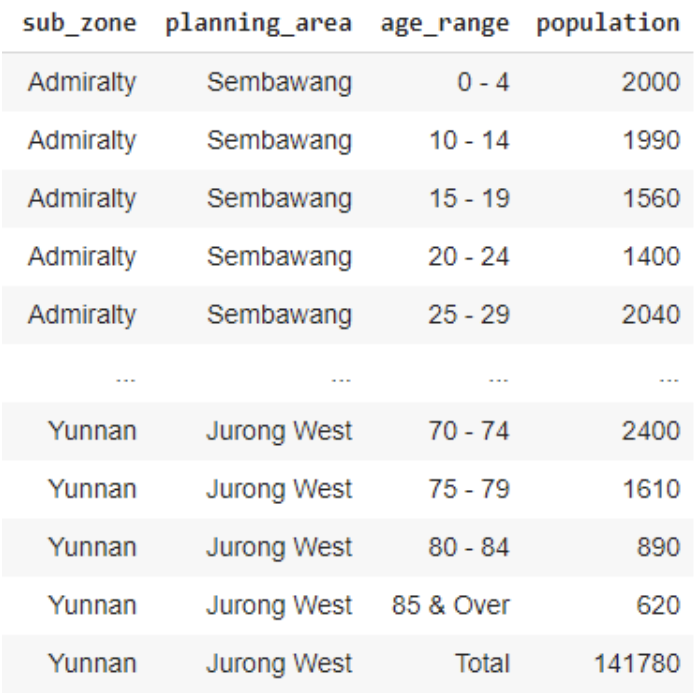 sub_zone planning_area age_range population
Admiralty Sembawang 0 - 4 2000
Admiralty Sembawang 10 - 14 1990
Admiralty Sembawang 15 - 19 1560
Admiralty Sembawang 20 - 24 1400
Admiralty Sembawang 25 - 29 2040
... ... ... ...
Yunnan Jurong West 70 - 74 2400
Yunnan Jurong West 75 - 79 1610
Yunnan Jurong West 80 - 84 890
Yunnan Jurong West 85 & Over 620
Yunnan Jurong West Total 141780